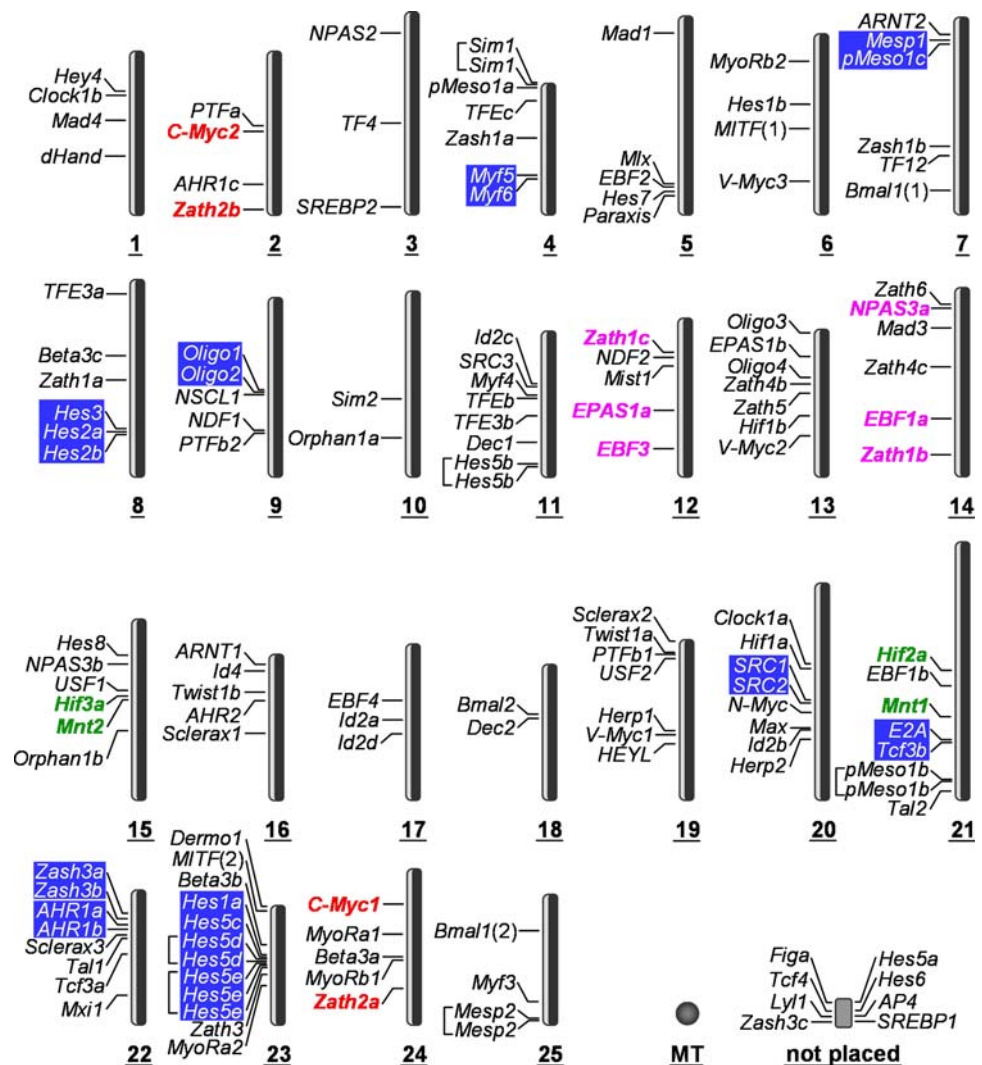 Hey4
Clock1b
Mad4
dHand
1
PTFa
C-Myc2
AHR1c
Zath2b
2
NPAS2
TF4
SREBP2
3
Sim1
Sim1
pMeso1a
TFEc
Zash1a
Myf5
Myf6
4
Mad1
Mlx
EBF2
Hes7
Paraxis
5
MyoRb2
Hes1b
MITF(1)
V-Myc3
6
ARNT2
Mesp1
pMeso1c
Zash1b
TF12
Bmal1(1)
7
TFE3a
Beta3c
Zath1a
Hes3
Hes2a
Hes2b
8
Oligo1
Oligo2
NSCL1
NDF1
PTFb2
9
Sim2
Orphan1a
10
Id2c
SRC3
Myf4
TFEb
TFE3b
Dec1
Hes5b
Hes5b
11
Zath1c
NDF2
Mist1
EPAS1a
EBF3
12
Oligo3
EPAS1b
Oligo4
Zath4b
Zath5
Hif1b
V-Myc2
13
Zath6
NPAS3a
Mad3
Zath4c
EBF1a
Zath1b
14
Hes8
NPAS3b
USF1
Hif3a
Mnt2
Orphan1b
15
ARNT1
Id4
Twist1b
AHR2
Sclerax1
16
EBF4
Id2a
Id2d
17
Bmal2
Dec2
18
Sclerax2
Twist1a
PTFb1
USF2
Herp1
V-Myc1
HEYL
19
Clock1a
Hif1a
SRC1
SRC2
N-Myc
Max
Id2b
Herp2
20
Hif2a
EBF1b
Mnt1
E2A
Tcf3b
pMeso1b
pMeso1b
Tal2
21
Zash3a
Zash3b
AHR1a
AHR1b
Sclerax3
Tal1
Tcf3a
Mxi1
22
Dermo1
MITF(2)
Beta3b
Hes1a
Hes5c
Hes5d
Hes5d
Hes5e
Hes5e
Hes5e
Zath3
MyoRa2
23
C-Myc1
MyoRa1
Beta3a
MyoRb1
Zath2a
24
Bmal1(2)
Myf3
Mesp2
Mesp2
25
MT
Figa
Tcf4
Lyl1
Zash3c
Hes5a
Hes6
AP4
SREBP1
not placed